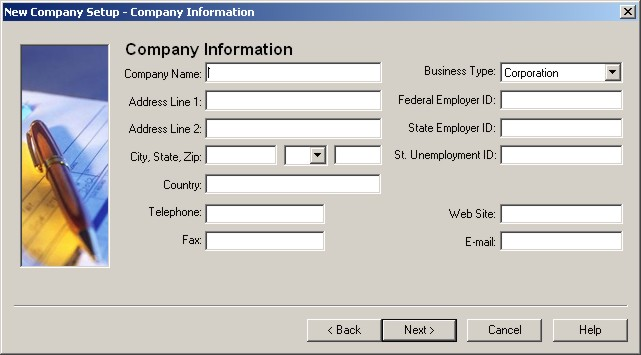 New Company Setup - Company Information
Company Information
Company Name:
Business Type: Corporation
Address Line 1:
Federal Employer ID:
Address Line 2:
State Employer ID:
City, State, Zip:
St. Unemployment ID:
Country:
Telephone:
Web Site:
Fax:
E-mail:
< Back Next > Cancel Help